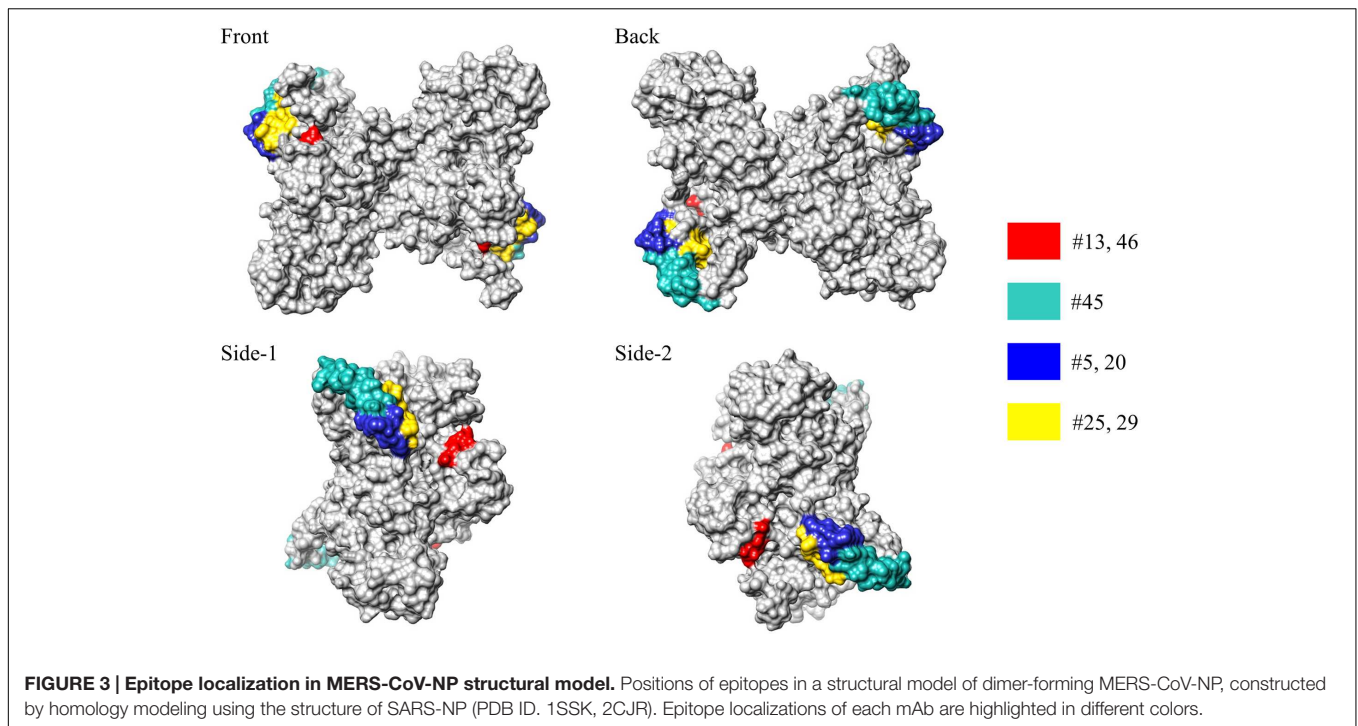 Front
Back
#13, 46
#45
Side-1
Side-2
#5, 20
#25, 29
FIGURE 3 | Epitope localization in MERS-CoV-NP structural model. Positions of epitopes in a structural model of dimer-forming MERS-CoV-NP, constructed
by homology modeling using the structure of SARS-NP (PDB ID. 1SSK, 2CJR). Epitope localizations of each mAb are highlighted in different colors.